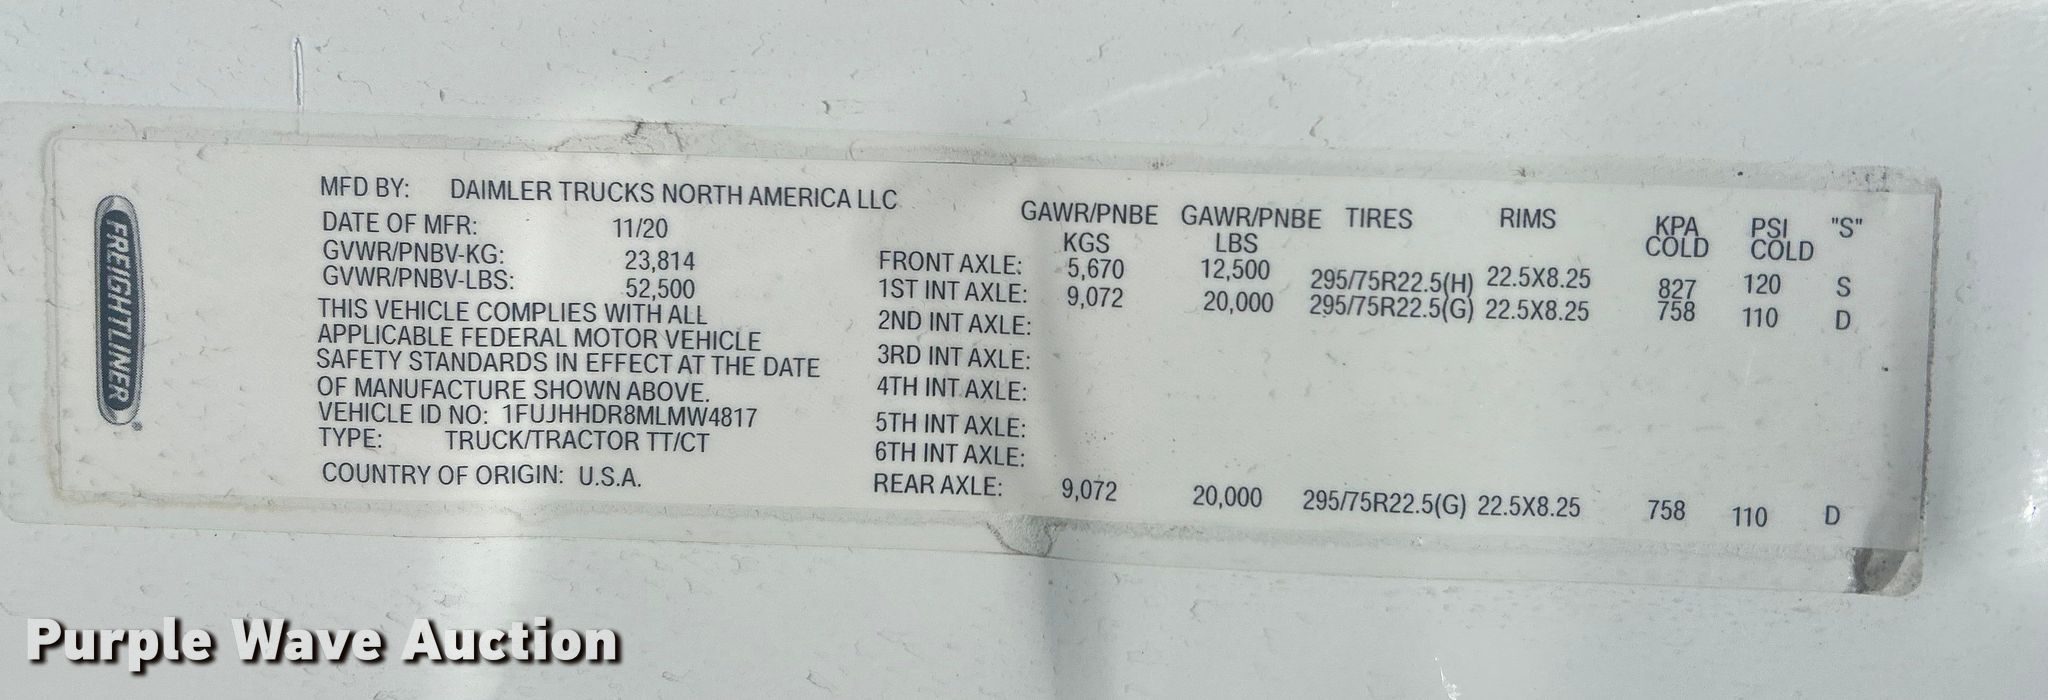 FREIGHTLINER®
MFD BY: DAIMLER TRUCKS NORTH AMERICA LLC
DATE OF MFR: 11/20
GVWR/PNBV-KG: 23,814
GVWR/PNBV-LBS: 52,500
THIS VEHICLE COMPLIES WITH ALL
APPLICABLE FEDERAL MOTOR VEHICLE
SAFETY STANDARDS IN EFFECT AT THE DATE
OF MANUFACTURE SHOWN ABOVE.
VEHICLE ID NO: 1FUJHHDR8MLMW4817
TYPE: TRUCK/TRACTOR TT/CT
COUNTRY OF ORIGIN: U.S.A.
GAWR/PNBE GAWR/PNBE TIRES RIMS KPA PSI "S"
KGS LBS COLD COLD
FRONT AXLE: 5,670 12,500 295/75R22.5(H) 22.5X8.25 827 120 S
1ST INT AXLE: 9,072 20,000 295/75R22.5(G) 22.5X8.25 758 110 D
2ND INT AXLE:
3RD INT AXLE:
4TH INT AXLE:
5TH INT AXLE:
6TH INT AXLE:
REAR AXLE: 9,072 20,000 295/75R22.5(G) 22.5X8.25 758 110 D
Purple Wave Auction